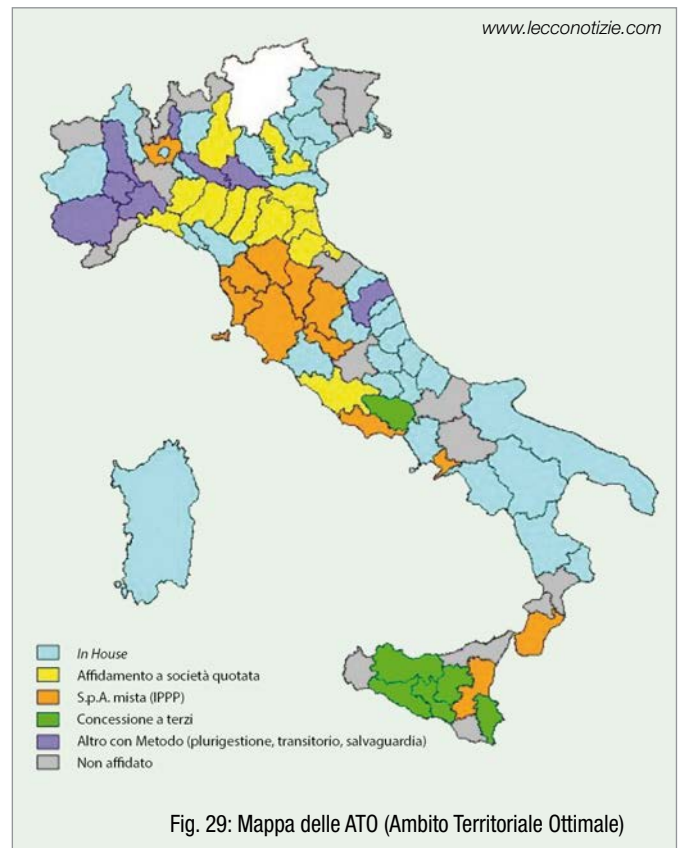 www.lecconotizie.com
In House
Affidamento a società quotata
S.p.A. mista (IPPP)
Concessione a terzi
Altro con Metodo (plurigestione, transitorio, salvaguardia)
Non affidato
Fig. 29: Mappa delle ATO (Ambito Territoriale Ottimale)